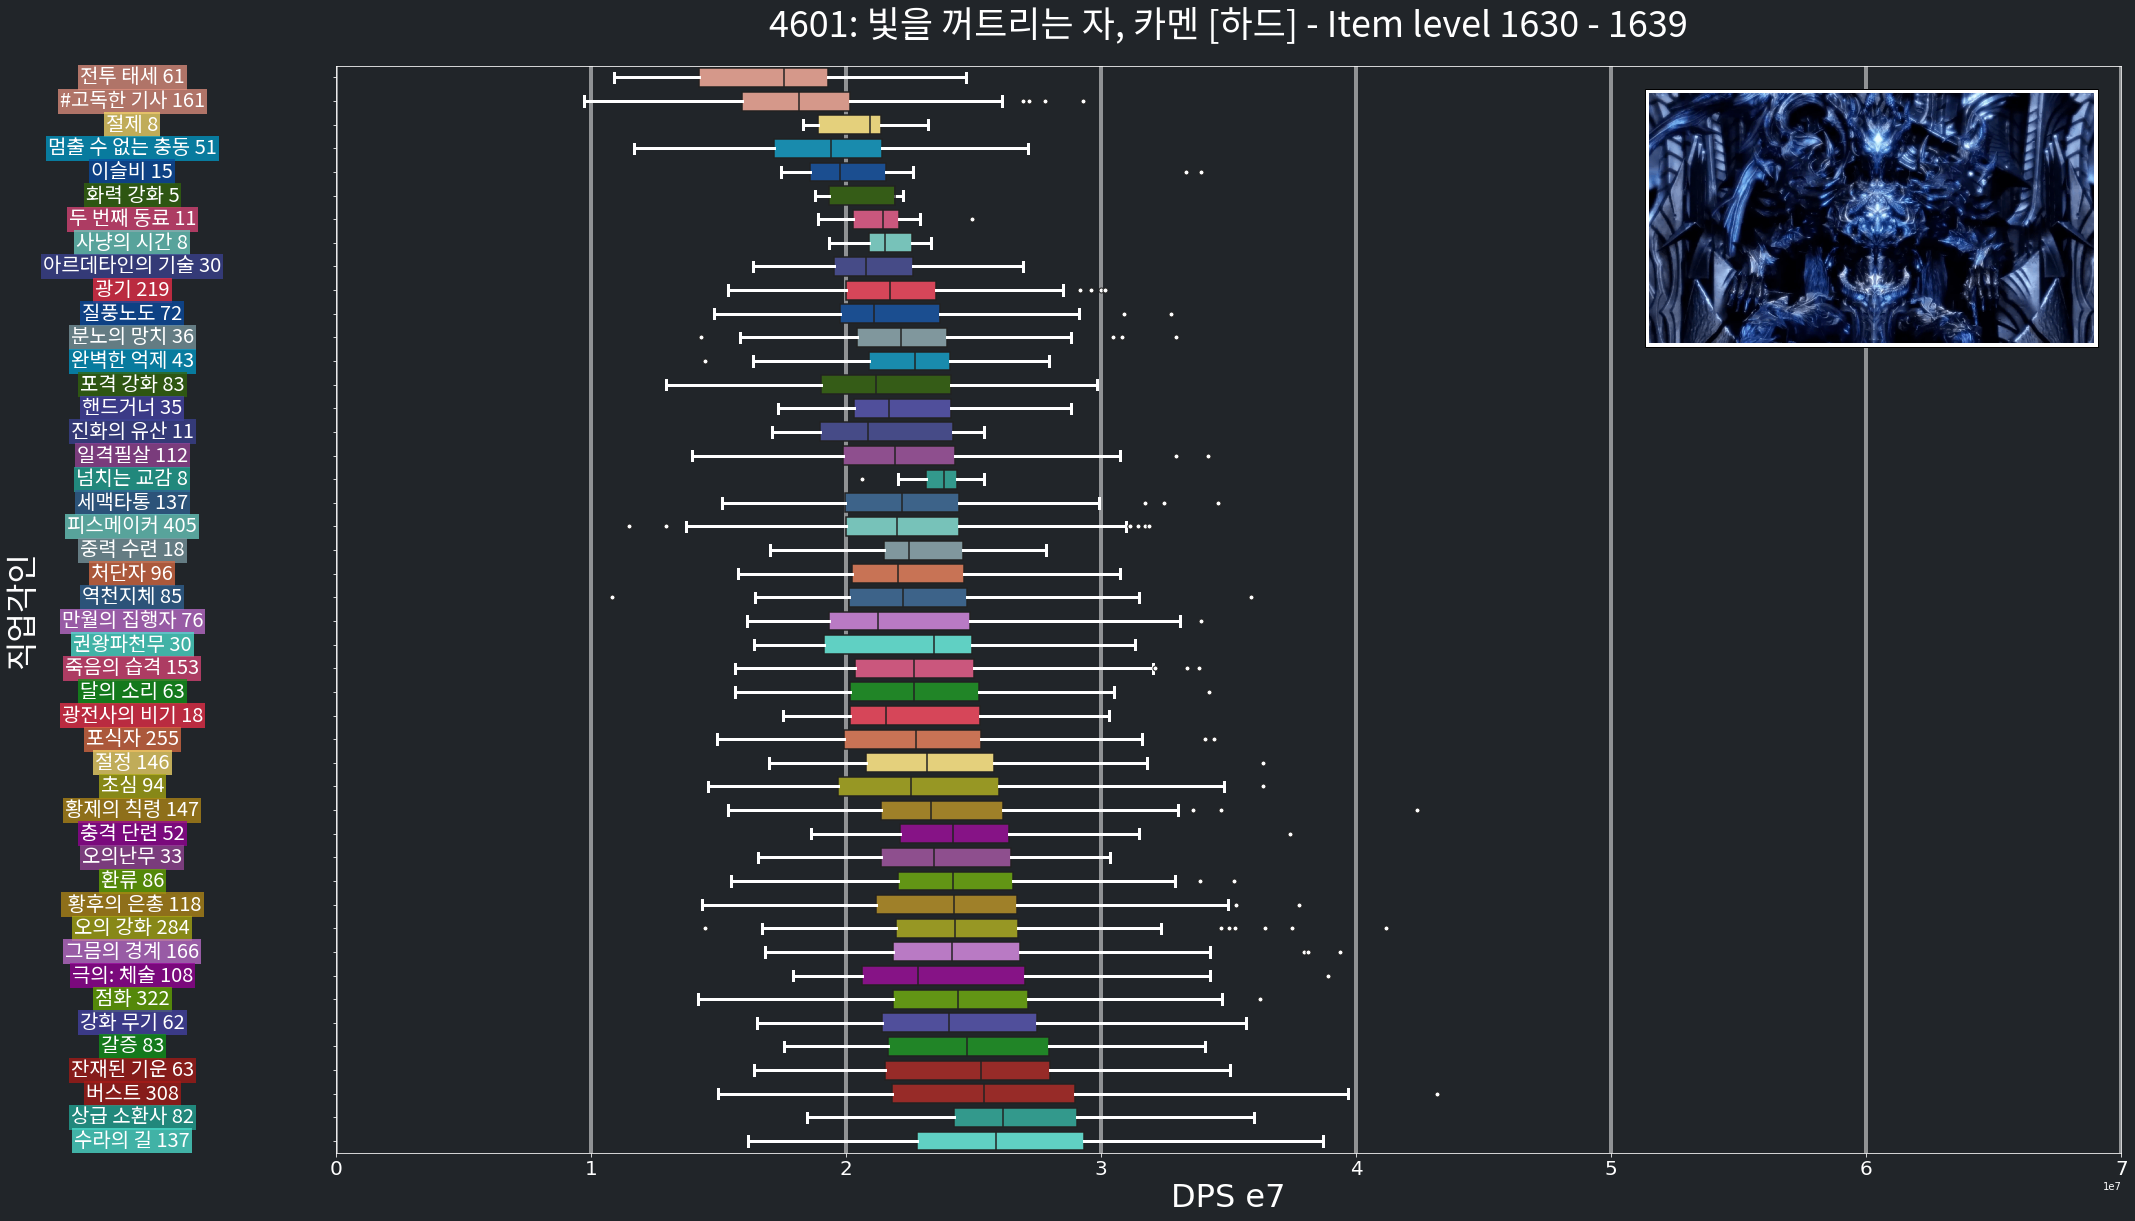 4601: 빛을 꺼트리는 자, 카멘 [하드] - Item level 1630 - 1639
전투 태세 61
#고독한 기사 161
절제 8
멈출 수 없는 충동 51
이슬비 15
화력 강화 5
두 번째 동료 11
사냥의 시간 8
아르데타인의 기술 30
광기 219
질풍노도 72
분노의 망치 36
완벽한 억제 43
포격 강화 83
핸드거너 35
진화의 유산 11
일격필살 112
넘치는 교감 8
세맥타통 137
피스메이커 405
중력 수련 18
처단자 96
역천지체 85
만월의 집행자 76
권왕파천무 30
죽음의 습격 153
달의 소리 63
광전사의 비기 18
포식자 255
절정 146
초심 94
황제의 칙령 147
충격 단련 52
오의난무 33
환류 86
황후의 은총 118
오의 강화 284
그믐의 경계 166
극의: 체술 108
점화 322
강화 무기 62
갈증 83
잔재된 기운 63
버스트 308
상급 소환사 82
수라의 길 137
직업각인
0 1 2 3 4 5 6 7
1e7
DPS e7